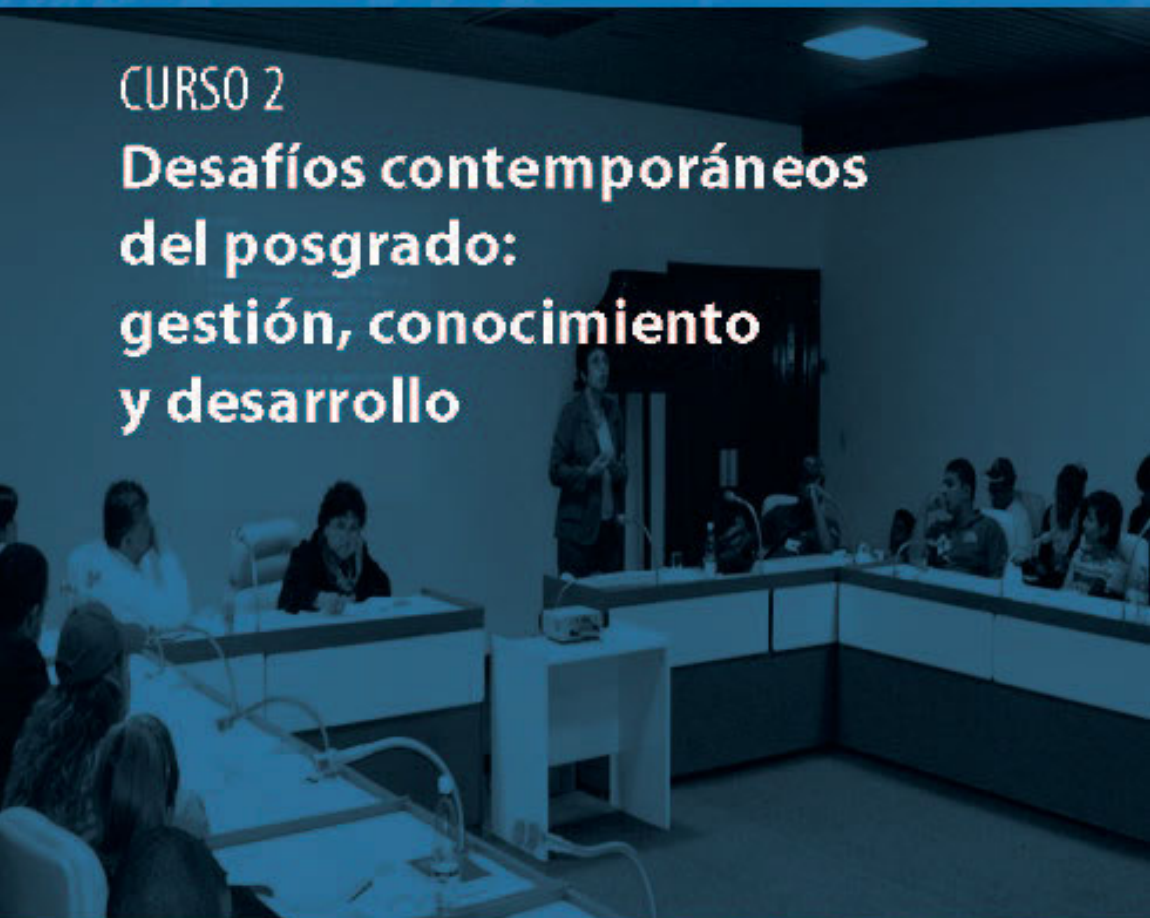 CURSO 2
Desafíos contemporáneos
del posgrado:
gestión, conocimiento
y desarrollo